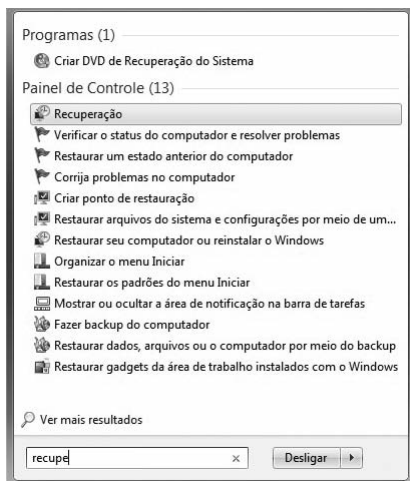 Programas (1)
Criar DVD de Recuperação do Sistema
Painel de Controle (13)
Recuperação
Verificar o status do computador e resolver problemas
Restaurar um estado anterior do computador
Corrija problemas no computador
Criar ponto de restauração
Restaurar arquivos do sistema e configurações por meio de um...
Restaurar seu computador ou reinstalar o Windows
Organizar o menu Iniciar
Restaurar os padrões do menu Iniciar
Mostrar ou ocultar a área de notificação na barra de tarefas
Fazer backup do computador
Restaurar dados, arquivos ou o computador por meio do backup
Restaurar gadgets da área de trabalho instalados com o Windows
Ver mais resultados
recupe × Desligar